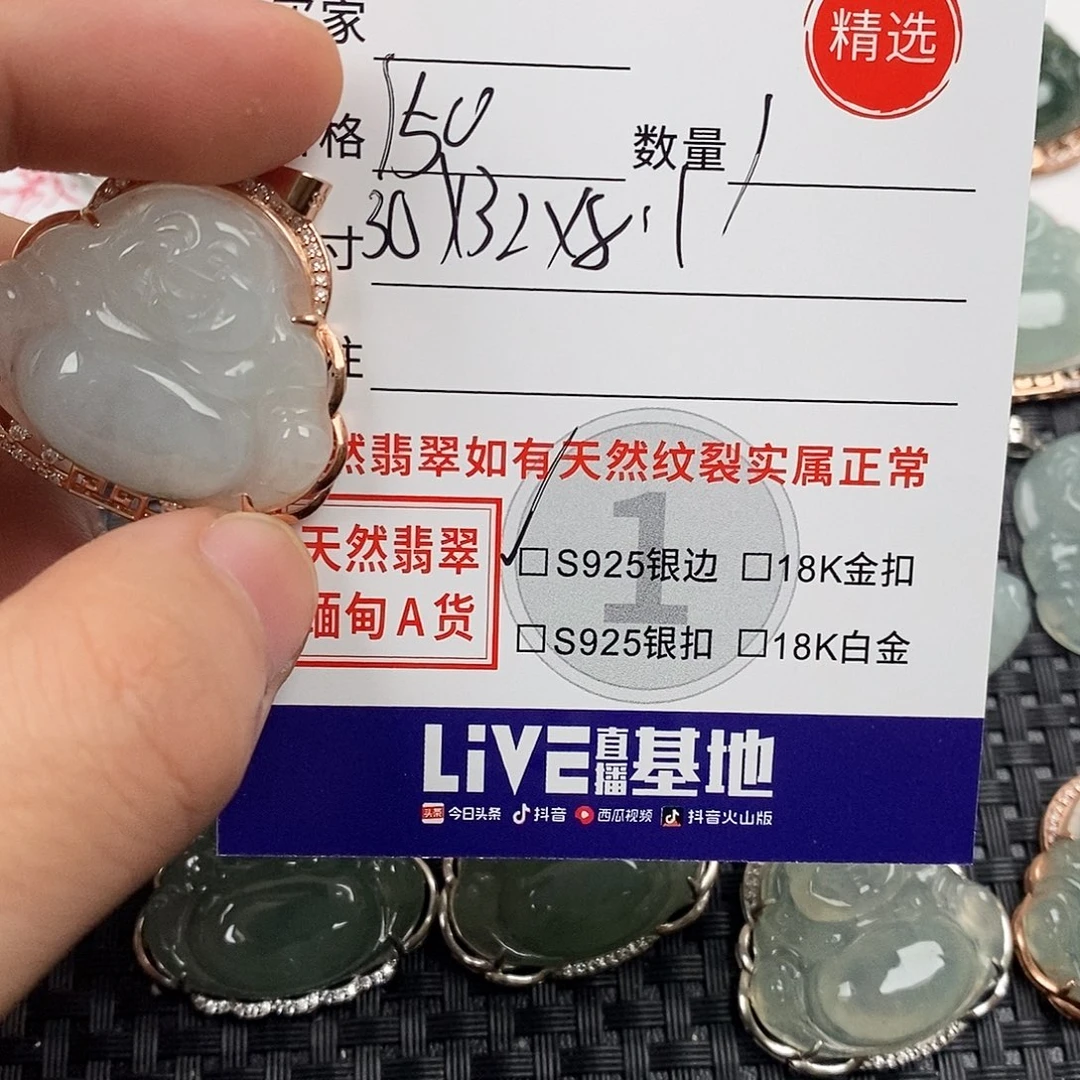 家
精选
格 150 数量 1
寸 30X32X8.1
注
然翡翠如有天然纹裂实属正常
天然翡翠
缅甸A货
1
✓□S925银边 □18K金扣
□S925银扣 □18K白金
LiVE直播基地
头条 今日头条 抖音 西瓜视频 抖音火山版